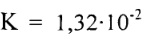 K = 1,32·10⁻²